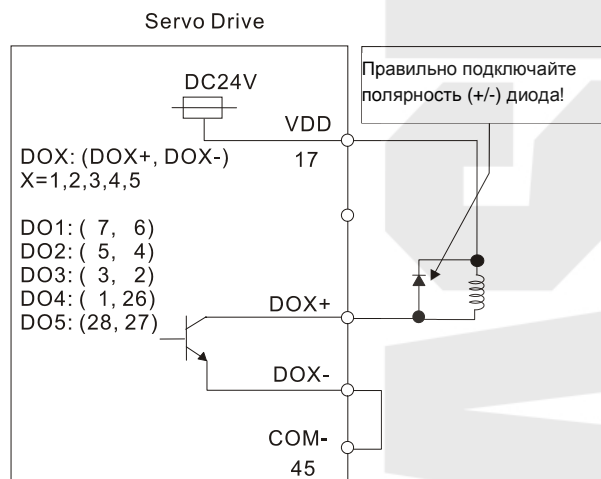 Servo Drive
DC24V
Правильно подключайте
полярность (+/-) диода!
VDD
17
DOX: (DOX+, DOX-)
X=1,2,3,4,5
DO1: ( 7, 6)
DO2: ( 5, 4)
DO3: ( 3, 2)
DO4: ( 1, 26)
DO5: (28, 27)
DOX+
DOX-
COM-
45